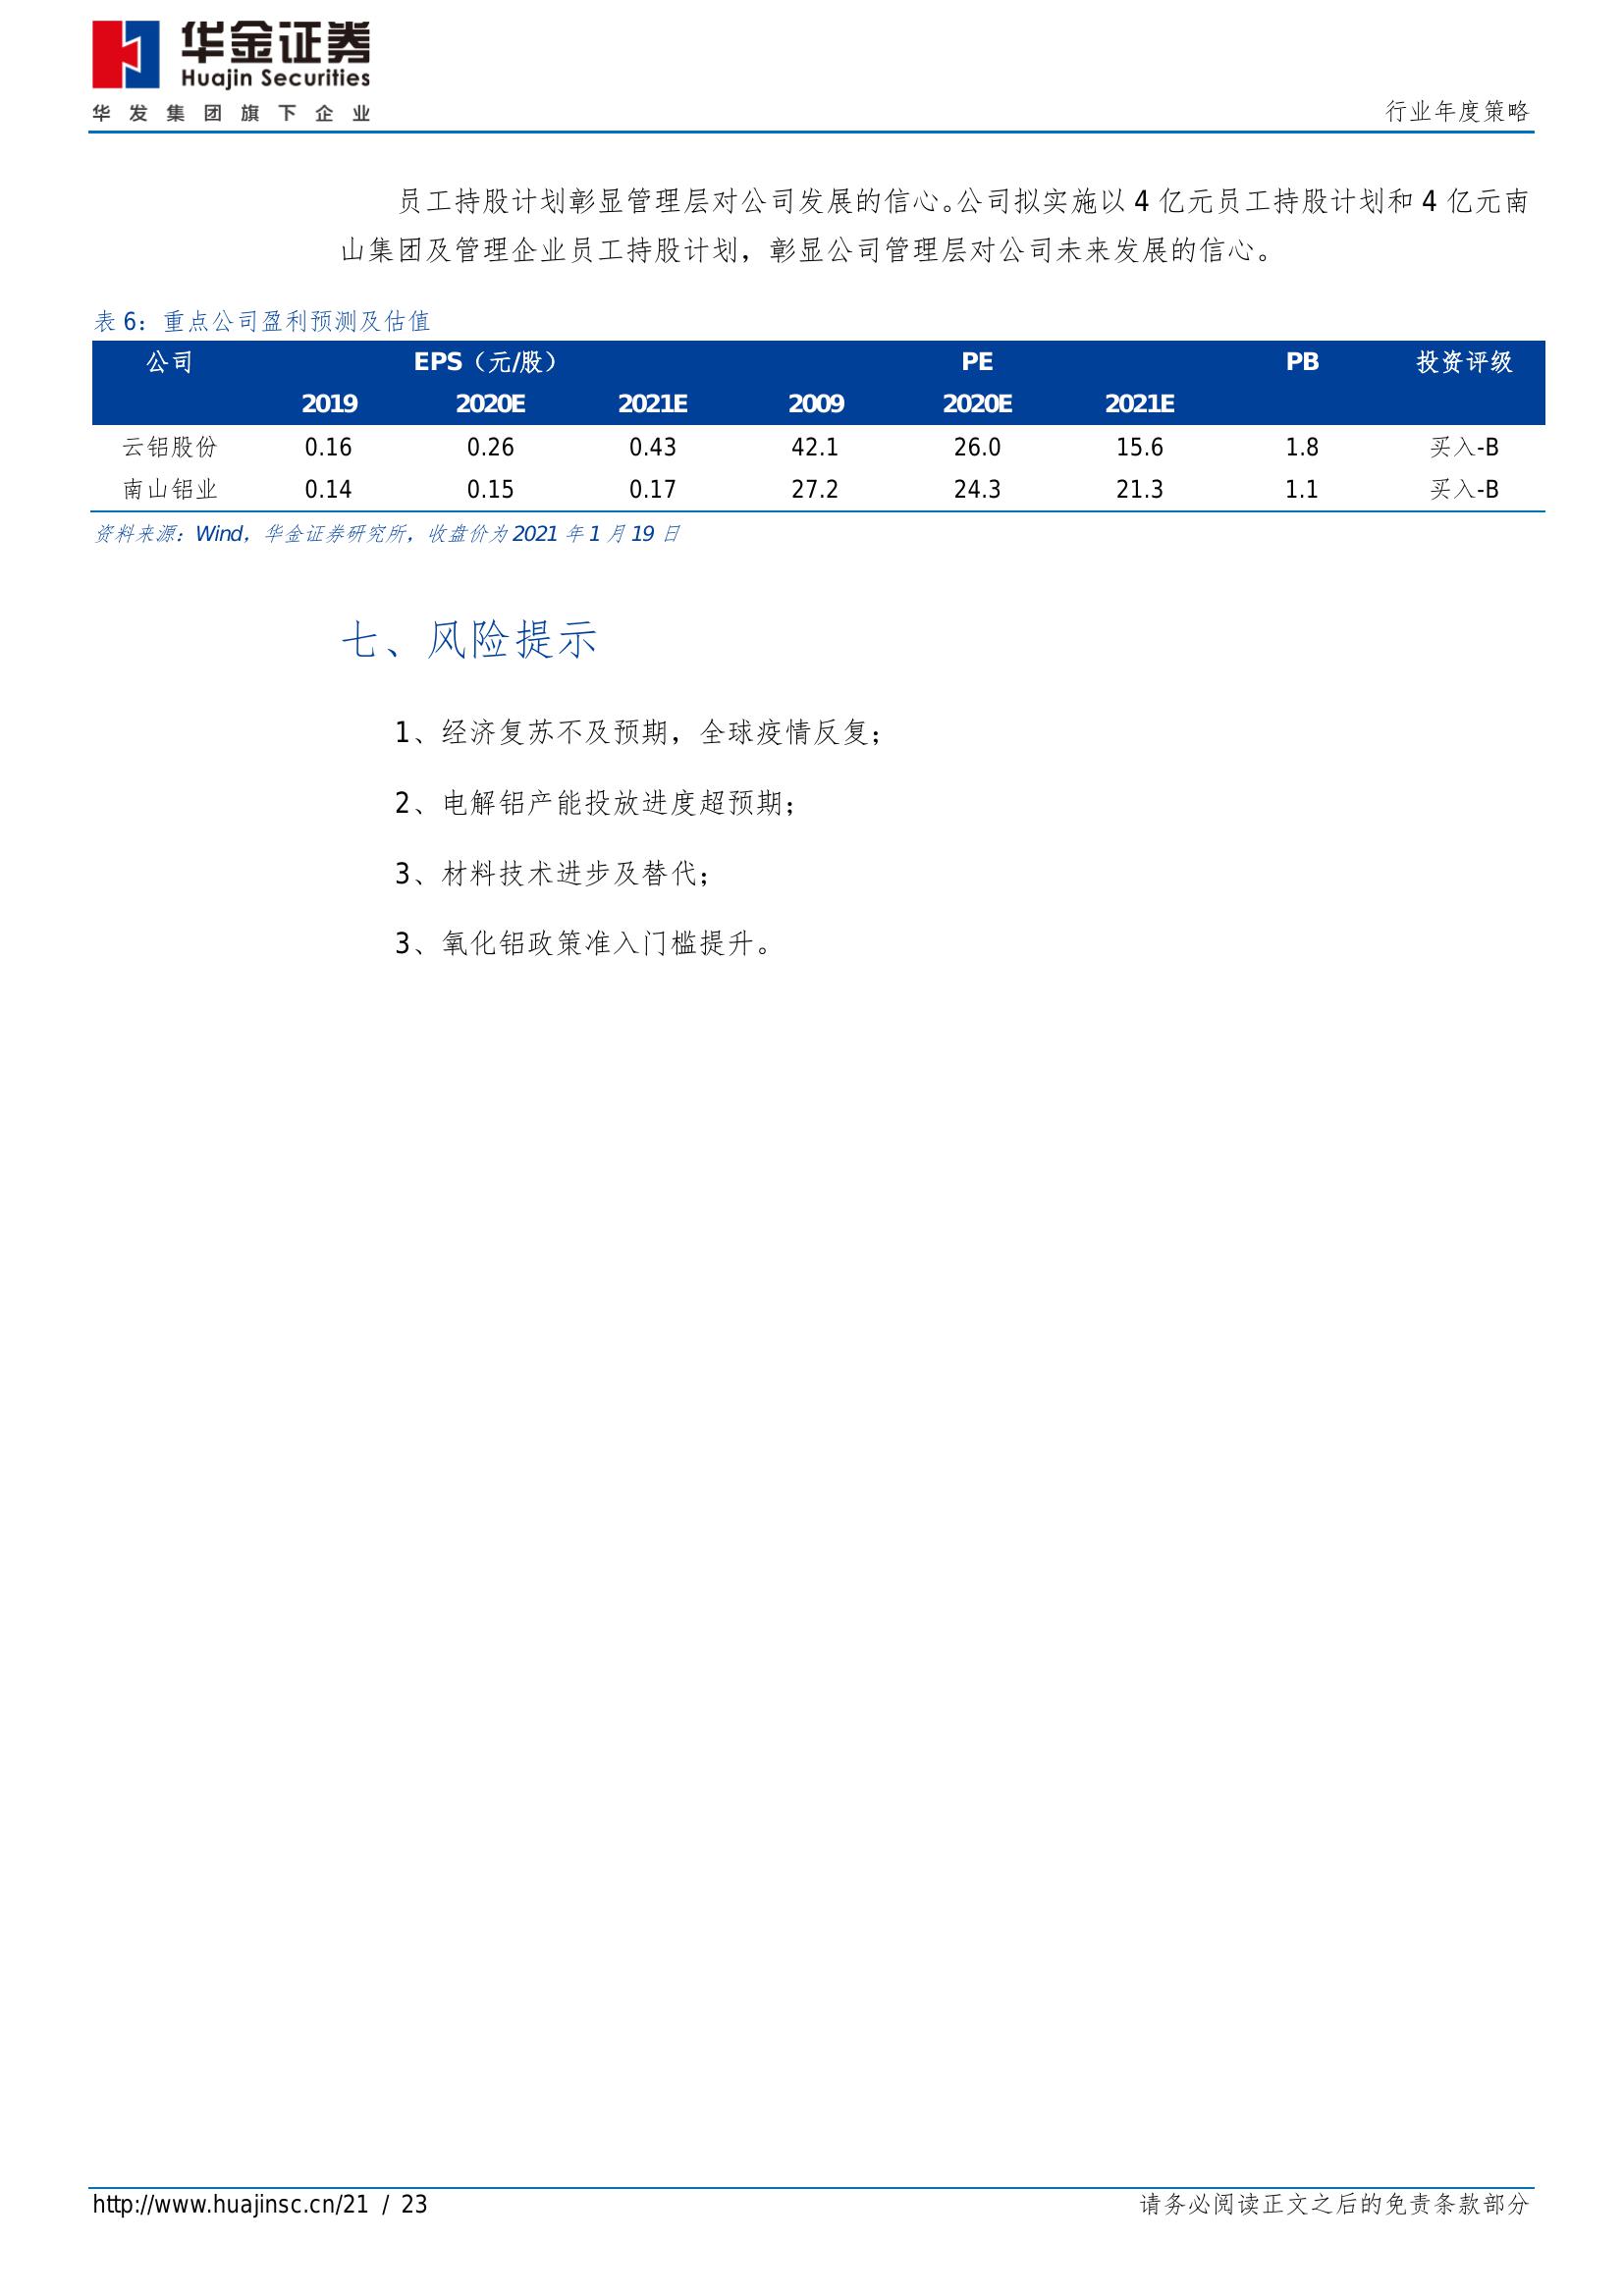 华金证券
Huajin Securities
华发集团旗下企业
行业年度策略
员工持股计划彰显管理层对公司发展的信心。公司拟实施以 4 亿元员工持股计划和 4 亿元南
山集团及管理企业员工持股计划，彰显公司管理层对公司未来发展的信心。
表 6：重点公司盈利预测及估值
公司 EPS（元/股） PE PB 投资评级
2019 2020E 2021E 2009 2020E 2021E
云铝股份 0.16 0.26 0.43 42.1 26.0 15.6 1.8 买入-B
南山铝业 0.14 0.15 0.17 27.2 24.3 21.3 1.1 买入-B
资料来源：Wind，华金证券研究所，收盘价为 2021 年 1 月 19 日
七、风险提示
1、经济复苏不及预期，全球疫情反复；
2、电解铝产能投放进度超预期；
3、材料技术进步及替代；
3、氧化铝政策准入门槛提升。
http://www.huajinsc.cn/21 / 23
请务必阅读正文之后的免责条款部分